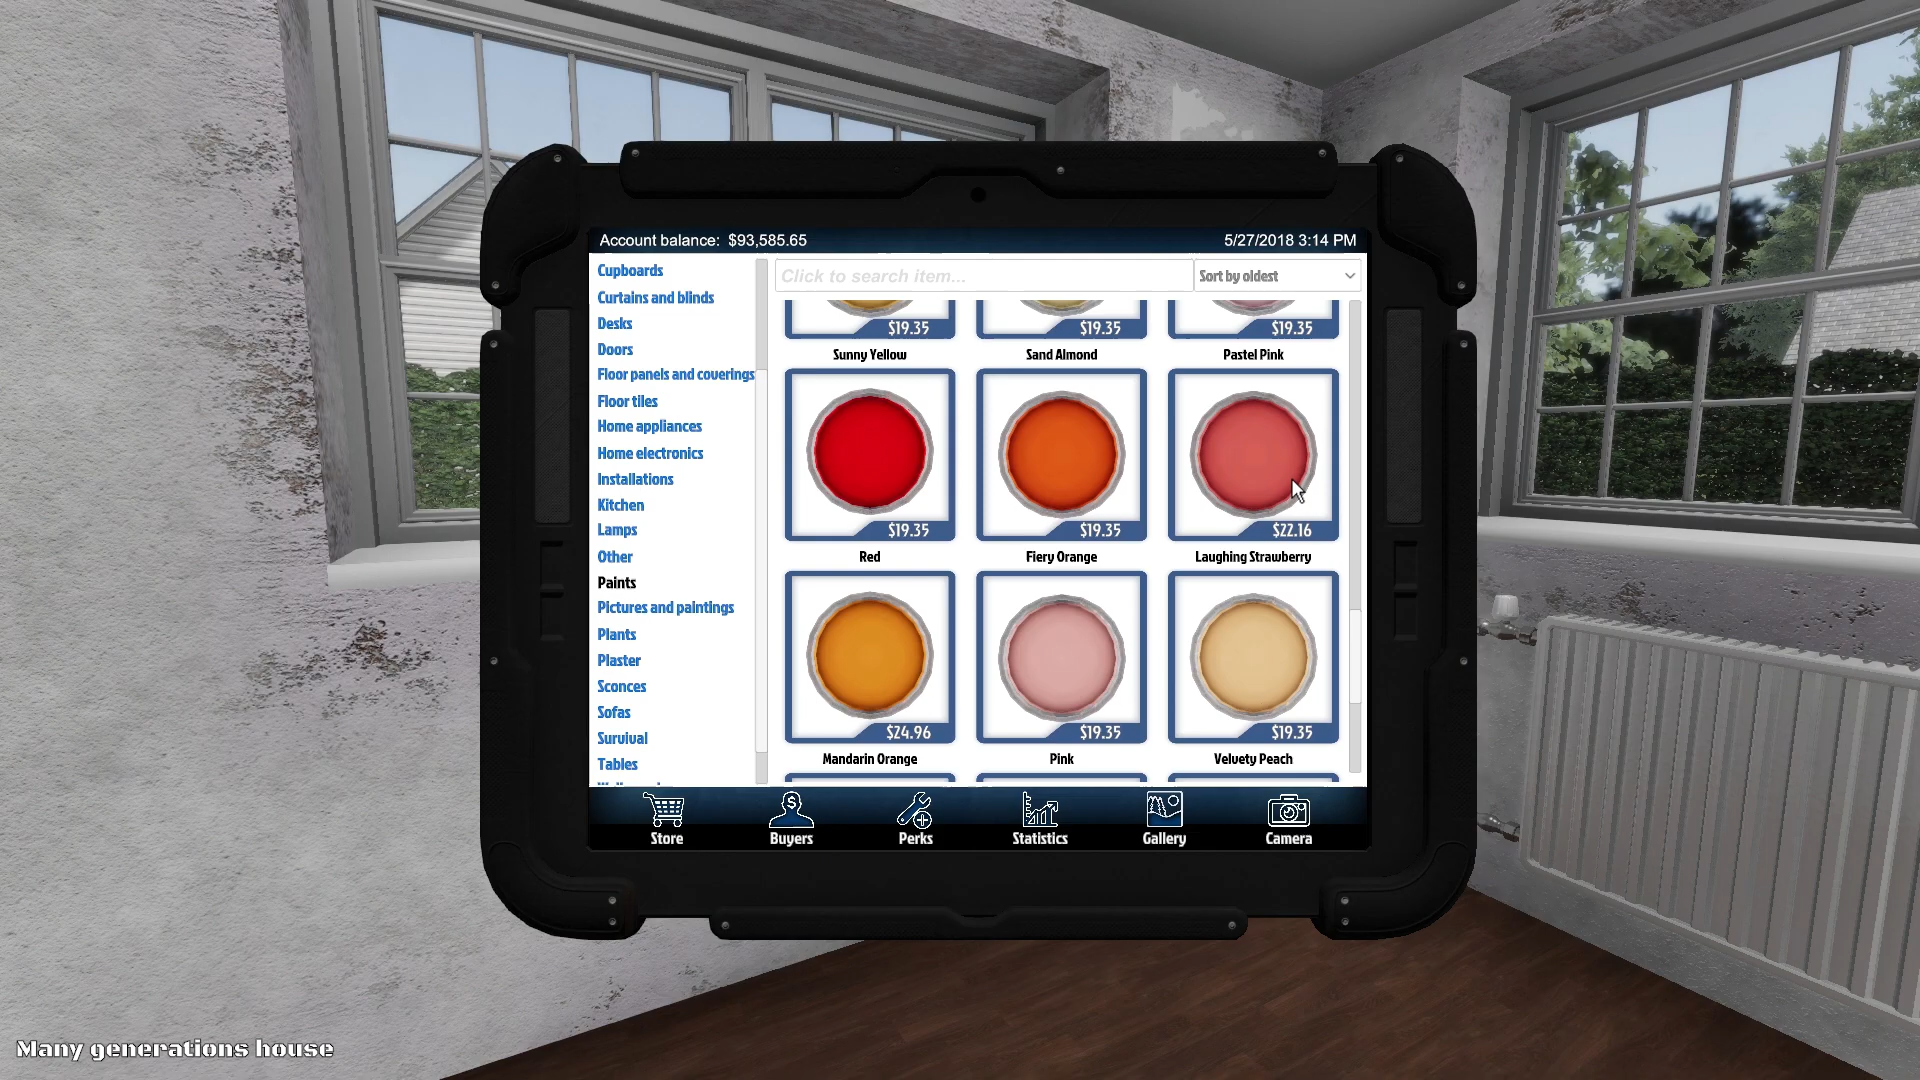 Account balance: $93,585.65
5/27/2018 3:14 PM
Cupboards
Curtains and blinds
Desks
Doors
Floor panels and coverings
Floor tiles
Home appliances
Home electronics
Installations
Kitchen
Lamps
Other
Paints
Pictures and paintings
Plants
Plaster
Sconces
Sofas
Survival
Tables
Click to search item...
Sort by oldest
$19.35
$19.35
$19.35
Sunny Yellow
Sand Almond
Pastel Pink
$19.35
$19.35
$22.16
Red
Fiery Orange
Laughing Strawberry
$24.96
$19.35
$19.35
Mandarin Orange
Pink
Velvety Peach
Store
Buyers
Perks
Statistics
Gallery
Camera
Many generations house